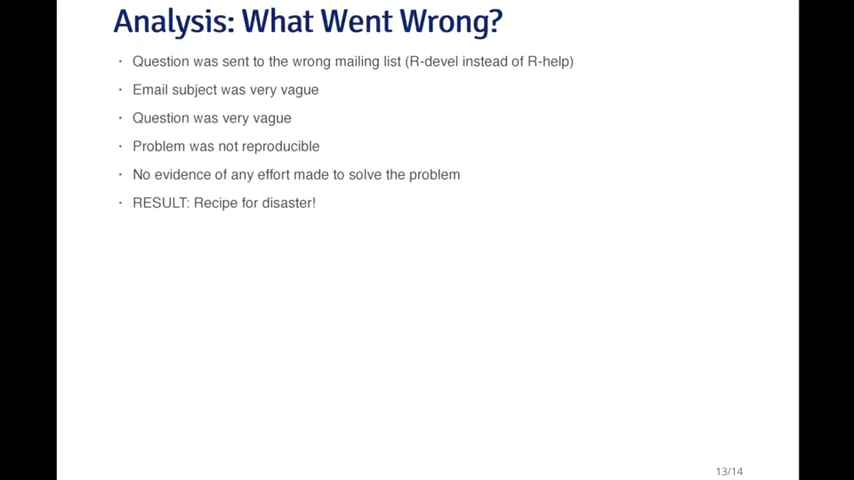 Analysis: What Went Wrong?
· Question was sent to the wrong mailing list (R-devel instead of R-help)
· Email subject was very vague
· Question was very vague
· Problem was not reproducible
· No evidence of any effort made to solve the problem
· RESULT: Recipe for disaster!
13/14